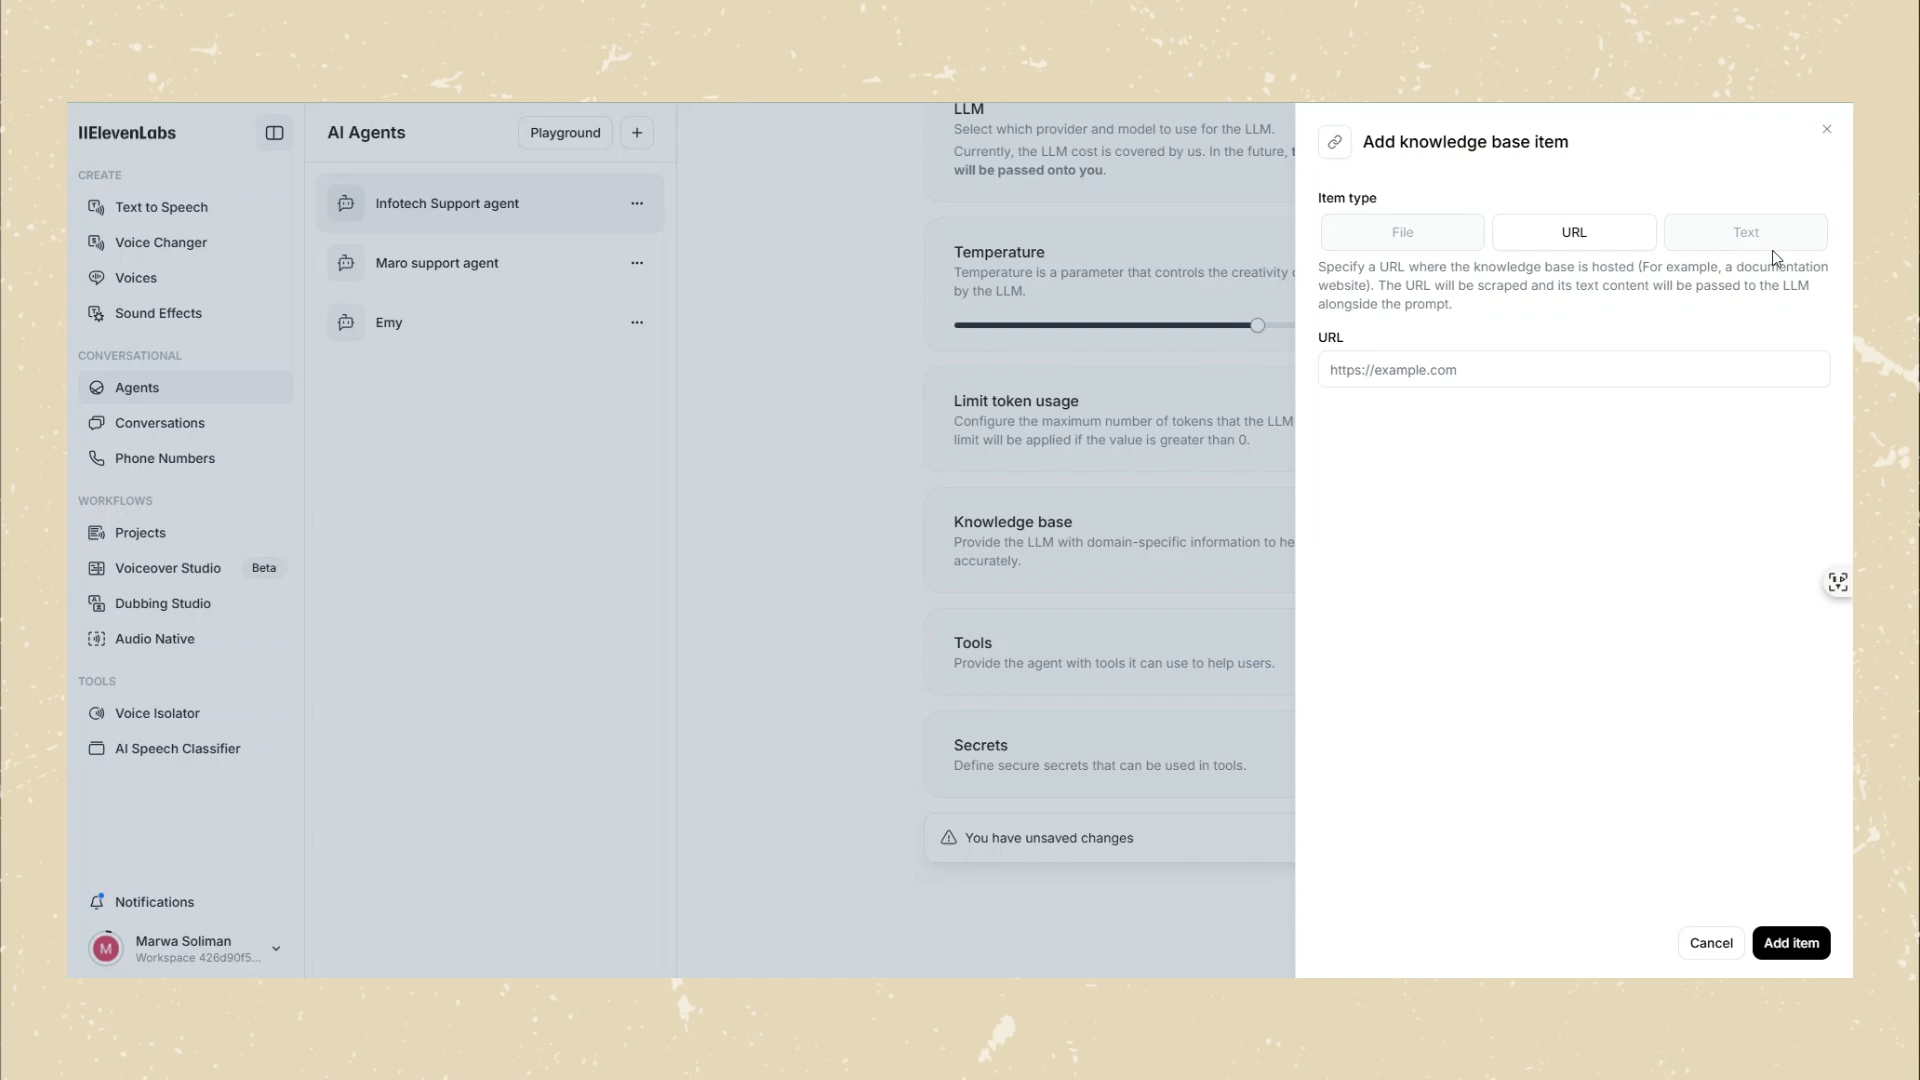 IIElevenLabs
CREATE
Text to Speech
Voice Changer
Voices
Sound Effects
CONVERSATIONAL
Agents
Conversations
Phone Numbers
WORKFLOWS
Projects
Voiceover Studio Beta
Dubbing Studio
Audio Native
TOOLS
Voice Isolator
AI Speech Classifier
Notifications
M
Marwa Soliman
Workspace 426d90f5...
AI Agents
Playground
Infotech Support agent
Maro support agent
Emy
LLM
Select which provider and model to use for the LLM.
Currently, the LLM cost is covered by us. In the future,
will be passed onto you.
Temperature
Temperature is a parameter that controls the creativity
by the LLM.
Limit token usage
Configure the maximum number of tokens that the LLM
limit will be applied if the value is greater than 0.
Knowledge base
Provide the LLM with domain-specific information to he
accurately.
Tools
Provide the agent with tools it can use to help users.
Secrets
Define secure secrets that can be used in tools.
You have unsaved changes
Add knowledge base item
Item type
File URL Text
Specify a URL where the knowledge base is hosted (For example, a documentation
website). The URL will be scraped and its text content will be passed to the LLM
alongside the prompt.
URL
https://example.com
Cancel Add item